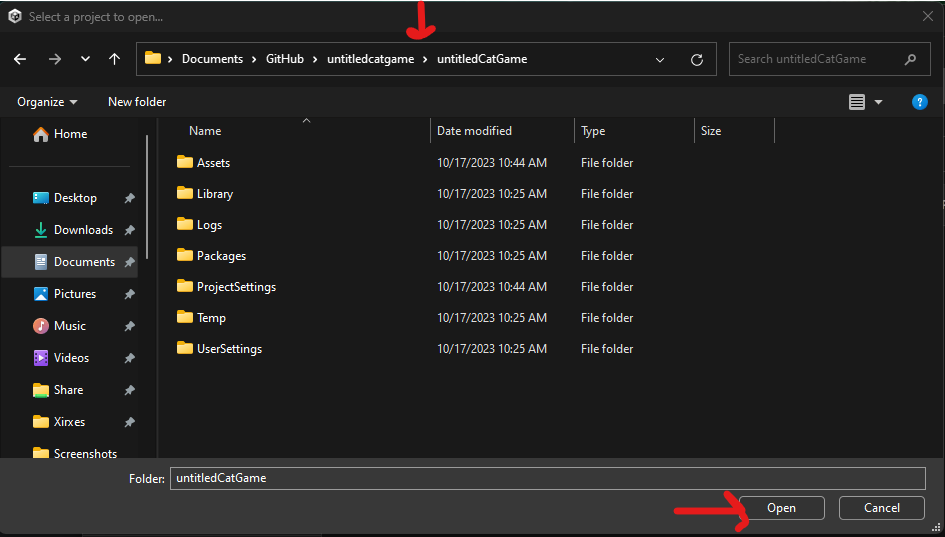 Select a project to open...
Documents > GitHub > untitledcatgame > untitledCatGame
Search untitledCatGame
Organize
New folder
?
Home
Desktop
Downloads
Documents
Pictures
Music
Videos
Share
Xirxes
Screenshots
Name Date modified Type Size
Assets 10/17/2023 10:44 AM File folder
Library 10/17/2023 10:25 AM File folder
Logs 10/17/2023 10:25 AM File folder
Packages 10/17/2023 10:25 AM File folder
ProjectSettings 10/17/2023 10:44 AM File folder
Temp 10/17/2023 10:25 AM File folder
UserSettings 10/17/2023 10:25 AM File folder
Folder: untitledCatGame
Open Cancel